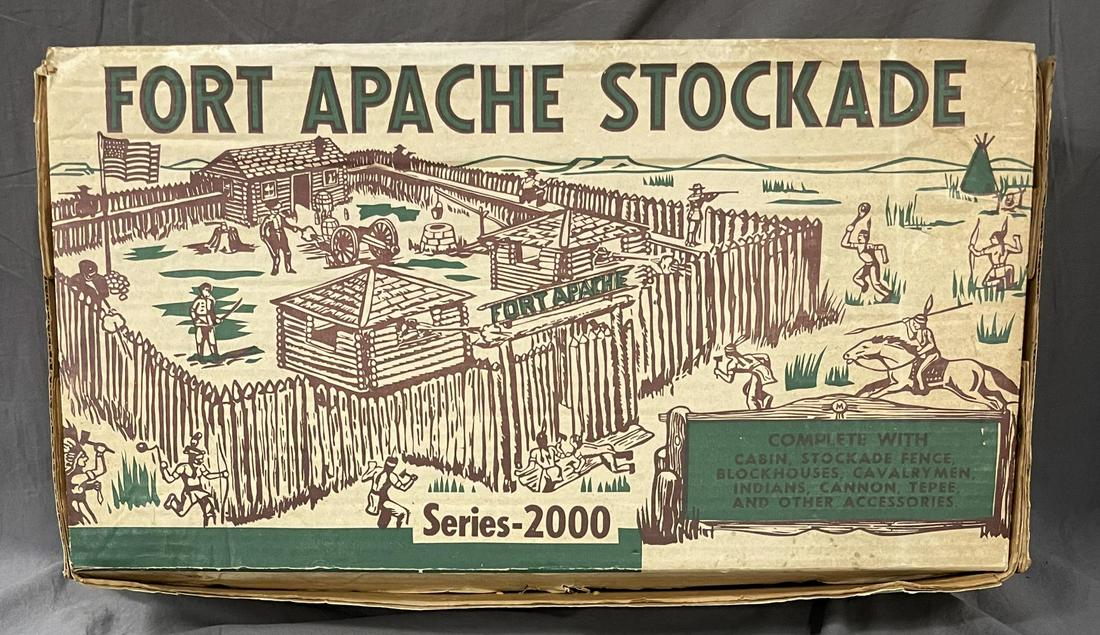 FORT APACHE STOCKADE
FORT APACHE
M
COMPLETE WITH
CABIN, STOCKADE FENCE,
BLOCKHOUSES, CAVALRYMEN,
INDIANS, CANNON, TEPEE,
AND OTHER ACCESSORIES.
Series-2000